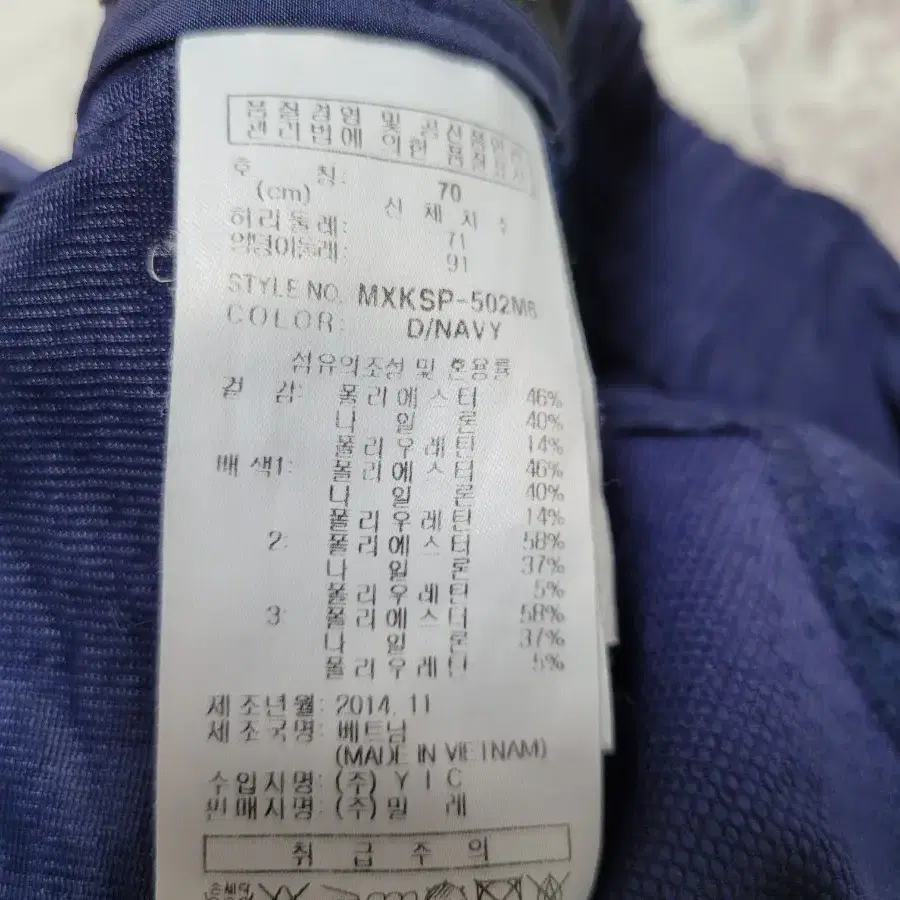 품질경영 및 공산품안전
관리법에 의한 품질표시
호 칭: 70
(cm) 신 체 치 수
허리둘레: 71
엉덩이둘레: 91
STYLE NO. MXKSP-502M6
COLOR: D/NAVY
섬유의조성 및 혼용률
겉 감: 폴리에스터 46%
나 일 론 40%
폴리우레탄 14%
배색1: 폴리에스터 46%
나 일 론 40%
폴리우레탄 14%
2: 폴리에스터 58%
나 일 론 37%
폴리우레탄 5%
3: 폴리에스터 58%
나 일 론 37%
폴리우레탄 5%
제조년월: 2014. 11
제조국명: 베트남
(MADE IN VIETNAM)
수입자명: (주) Y I C
판매자명: (주) 밀 레
취 급 주 의
손세탁